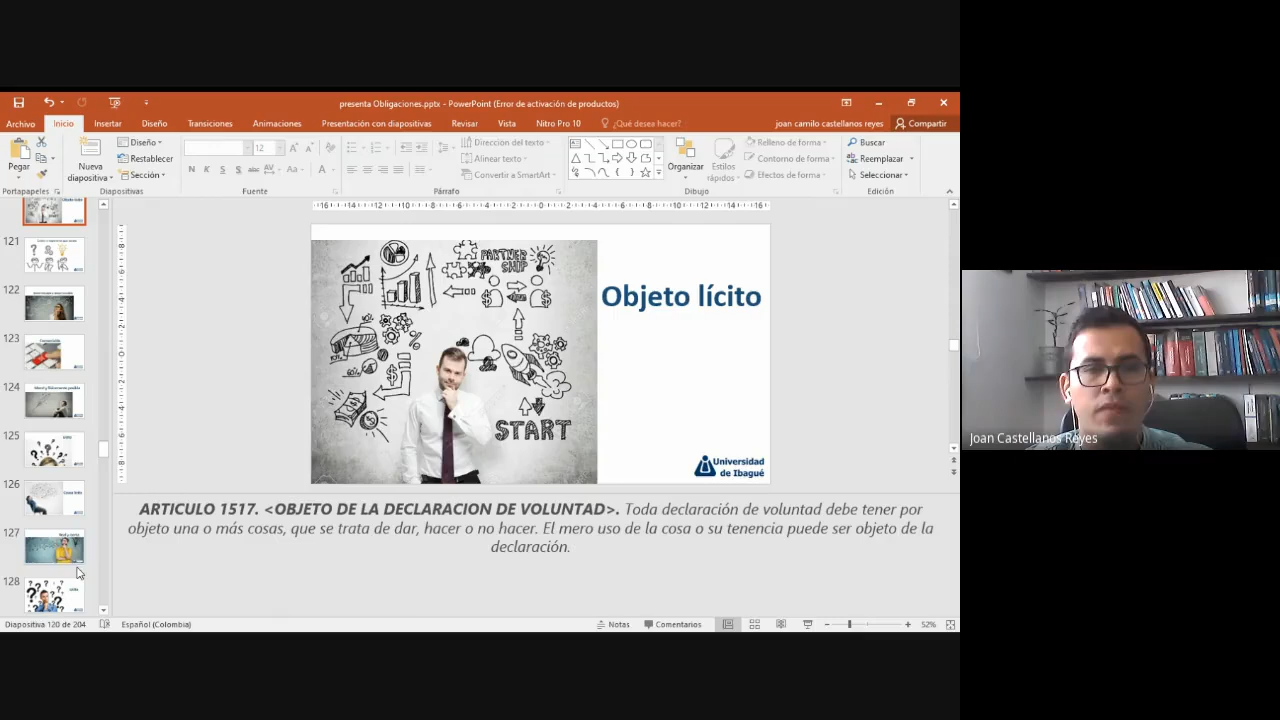 presenta Obligaciones.pptx - PowerPoint (Error de activación de productos)
Archivo Inicio Insertar Diseño Transiciones Animaciones Presentación con diapositivas Revisar Vista Nitro Pro 10 ¿Qué desea hacer? joan camilo castellanos reyes Compartir
Pegar
Nueva diapositiva
Diseño
Restablecer
Sección
12
N K S S abc AV Aa A
Dirección del texto
Alinear texto
Convertir a SmartArt
Organizar
Estilos rápidos
Relleno de forma
Contorno de forma
Efectos de forma
Buscar
Reemplazar
Seleccionar
Portapapeles Diapositivas Fuente Párrafo Dibujo Edición
121
122
123
124
125
126
127
128
PARTNER
SHIP
START
Objeto lícito
Universidad
de Ibagué
ARTICULO 1517. <OBJETO DE LA DECLARACION DE VOLUNTAD>. Toda declaración de voluntad debe tener por
objeto una o más cosas, que se trata de dar, hacer o no hacer. El mero uso de la cosa o su tenencia puede ser objeto de la
declaración.
Diapositiva 120 de 204 Español (Colombia) Notas Comentarios 52%
Joan Castellanos Reyes